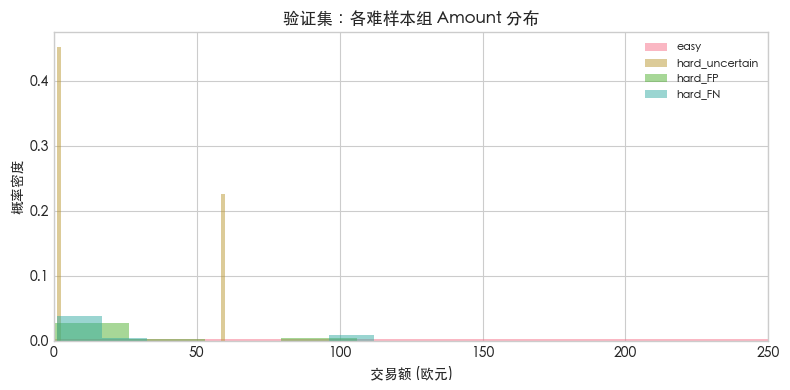 验证集：各难样本组 Amount 分布
easy
hard_uncertain
hard_FP
hard_FN
概率密度
0.4
0.3
0.2
0.1
0.0
0 50 100 150 200 250
交易额 (欧元)